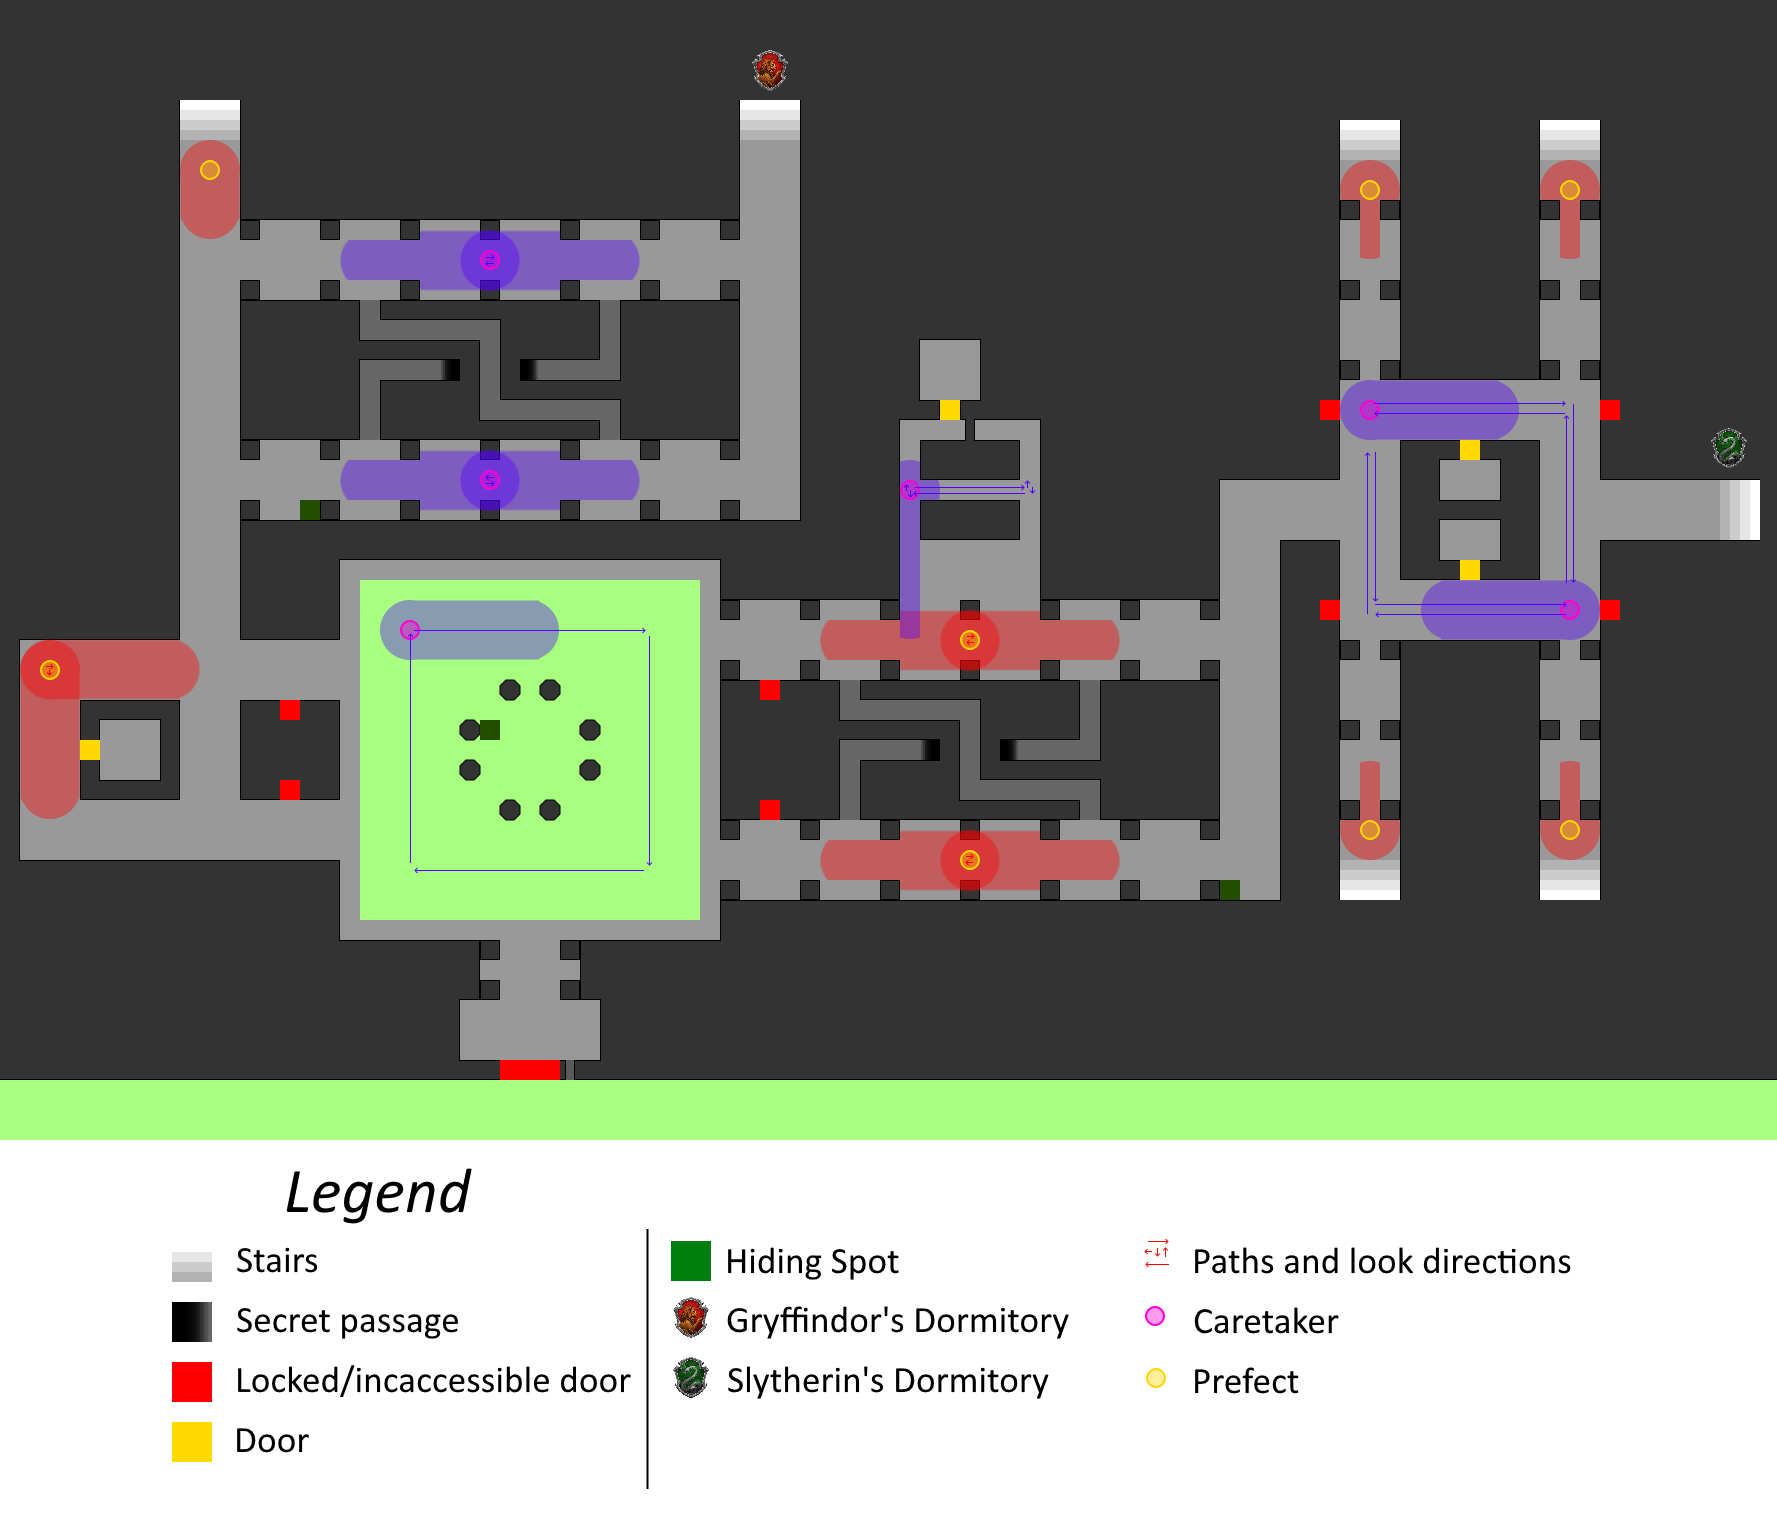 Legend
Stairs
Secret passage
Locked/incaccessible door
Door
Hiding Spot
Gryffindor's Dormitory
Slytherin's Dormitory
Paths and look directions
Caretaker
Prefect